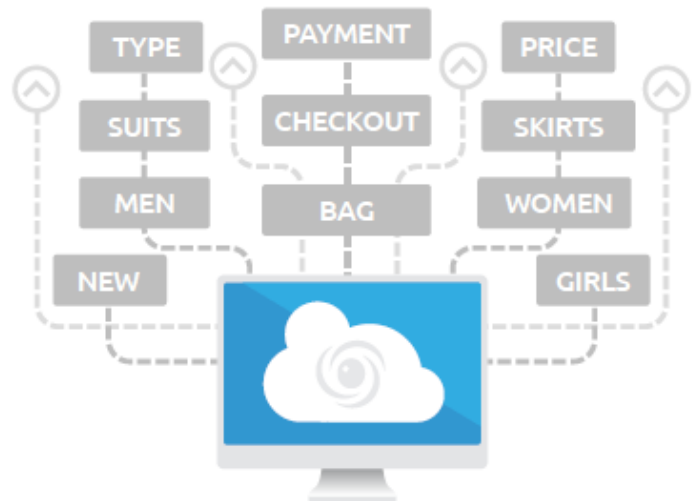 TYPE
PAYMENT
PRICE
SUITS
CHECKOUT
SKIRTS
MEN
BAG
WOMEN
NEW
GIRLS